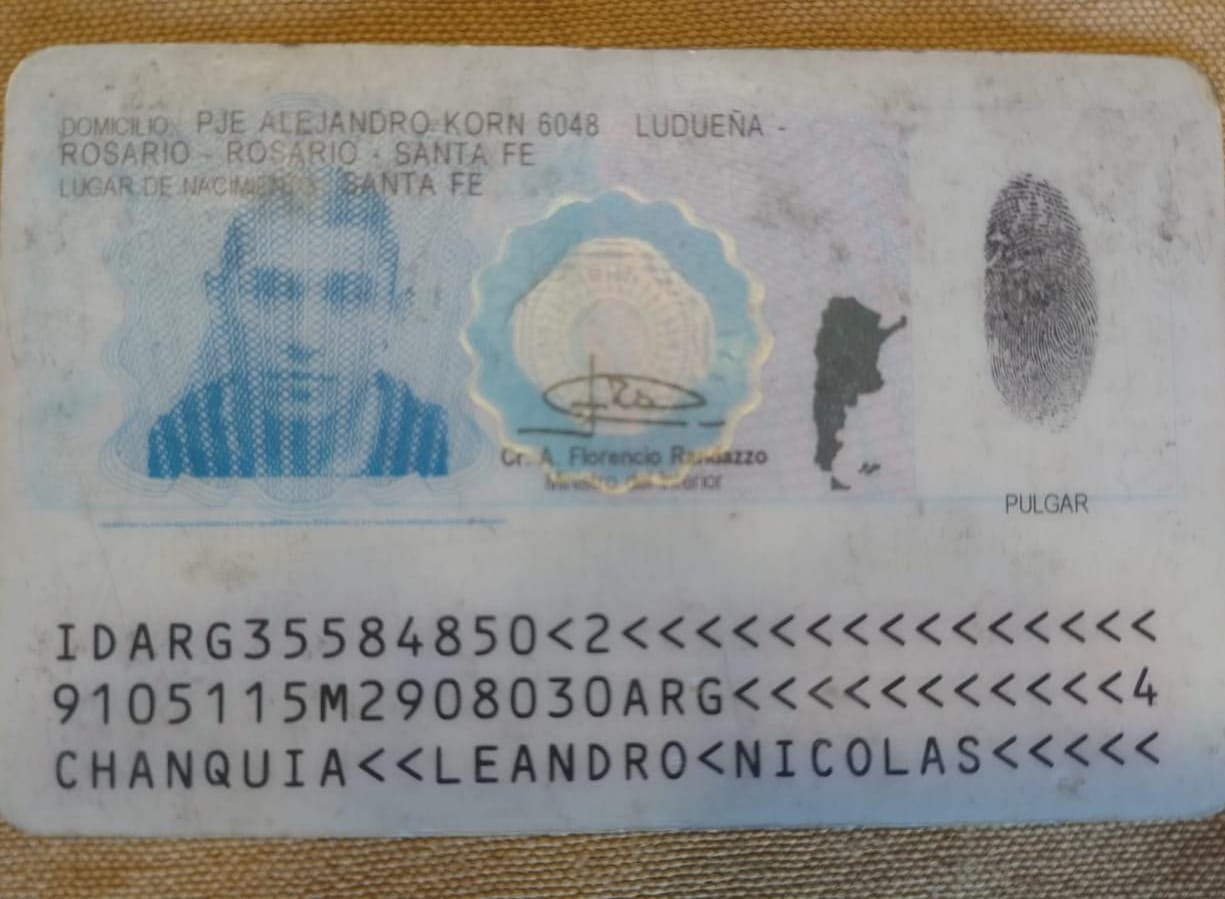 DOMICILIO: PJE ALEJANDRO KORN 6048 LUDUEÑA -
ROSARIO - ROSARIO - SANTA FE
LUGAR DE NACIMIENTO: SANTA FE
Cr. A. Florencio Randazzo
Ministro del Interior
PULGAR
IDARG35584850<2<<<<<<<<<<<<<<<
9105115M2908030ARG<<<<<<<<<<<4
CHANQUIA<<LEANDRO<NICOLAS<<<<<